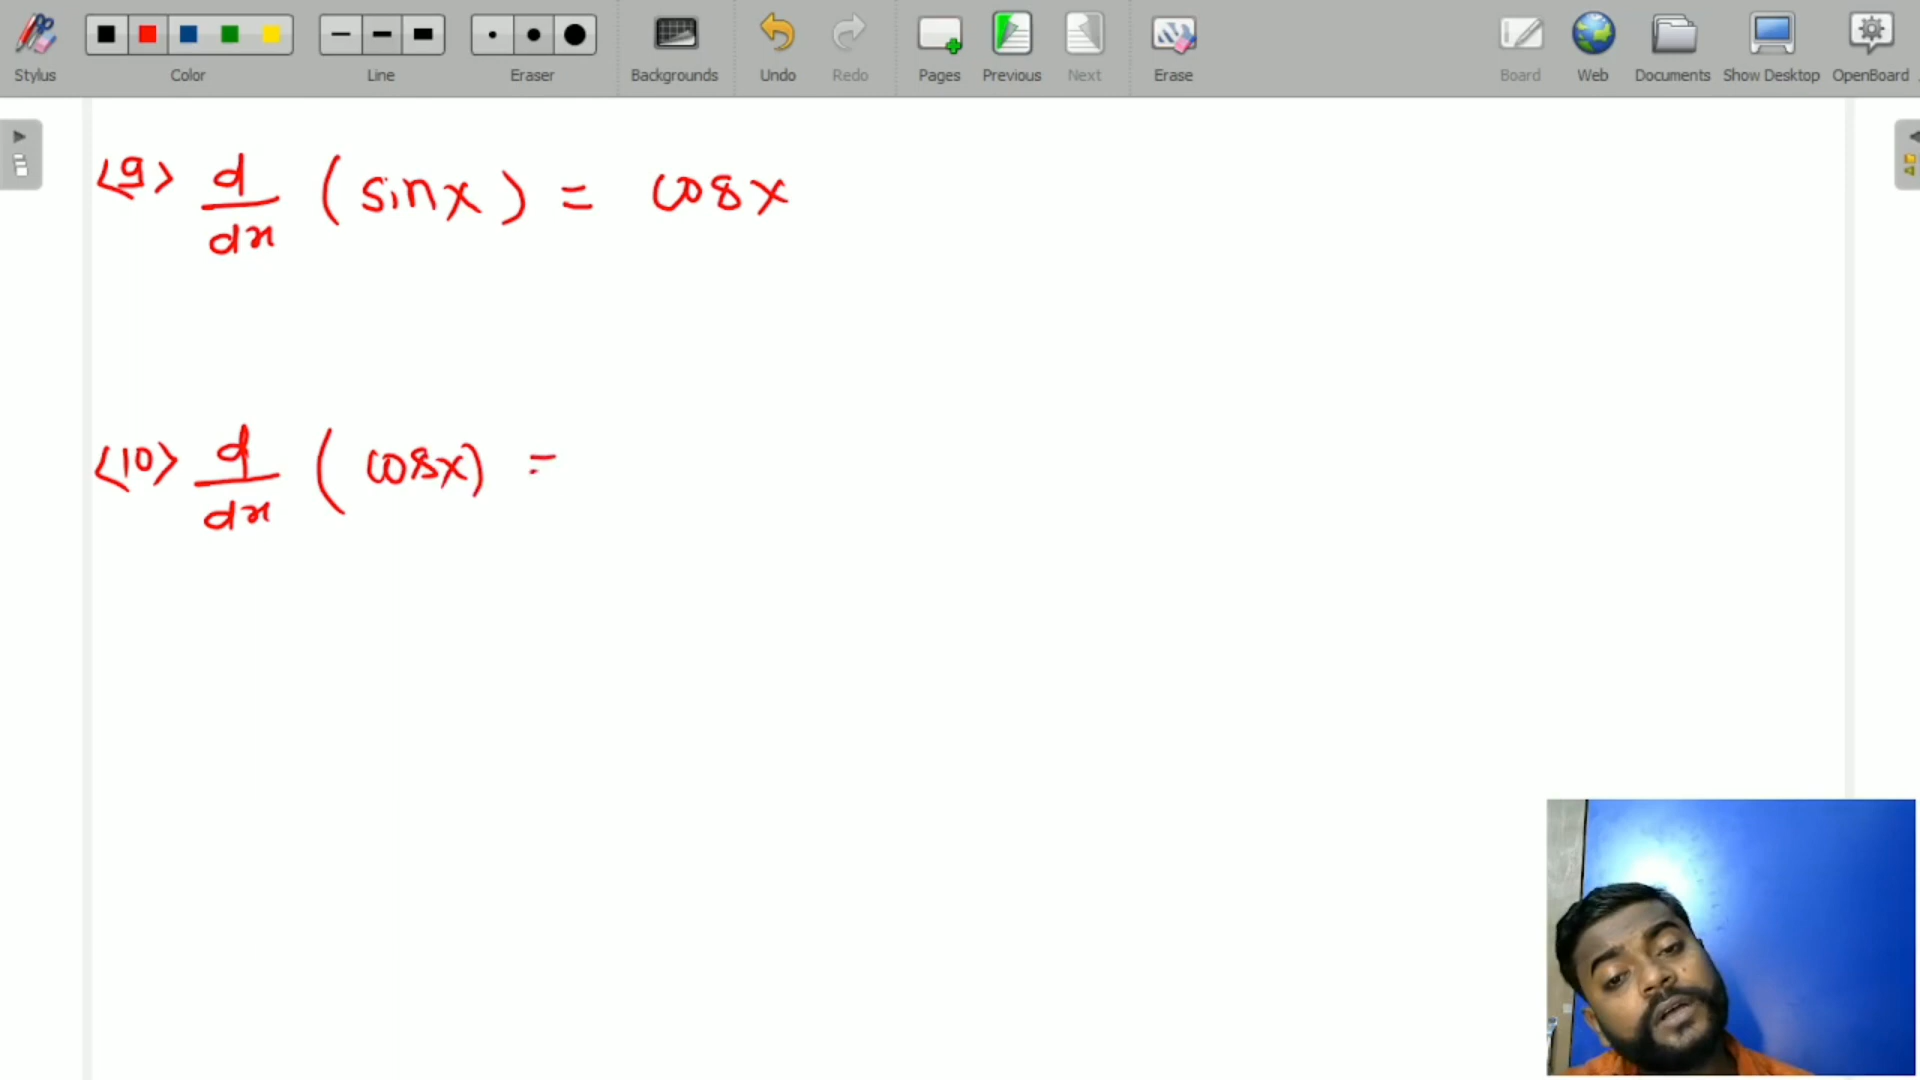 Stylus Color Line Eraser Backgrounds Undo Redo Pages Previous Next Erase Board Web Documents Show Desktop OpenBoard
<9> d/dx (sinx) = cosx
<10> d/dx (cosx) =